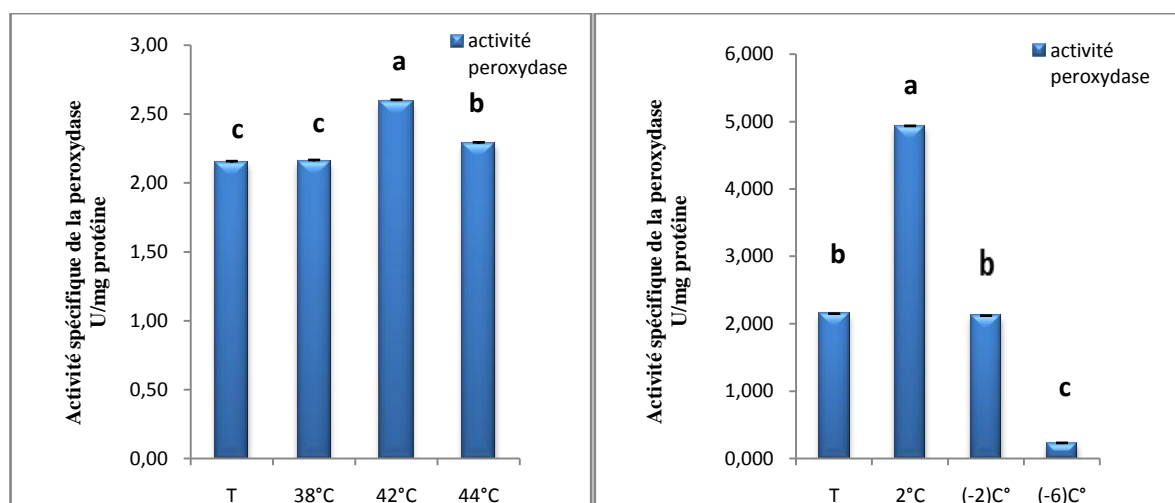 3,00
2,50
2,00
1,50
1,00
0,50
0,00
Activité spécifique de la peroxydase
U/mg protéine
activité
peroxydase
c
c
a
b
T
38°C
42°C
44°C
6,000
5,000
4,000
3,000
2,000
1,000
0,000
Activité spécifique de la peroxydase
U/mg protéine
activité
peroxydase
b
a
b
c
T
2°C
(-2)C°
(-6)C°